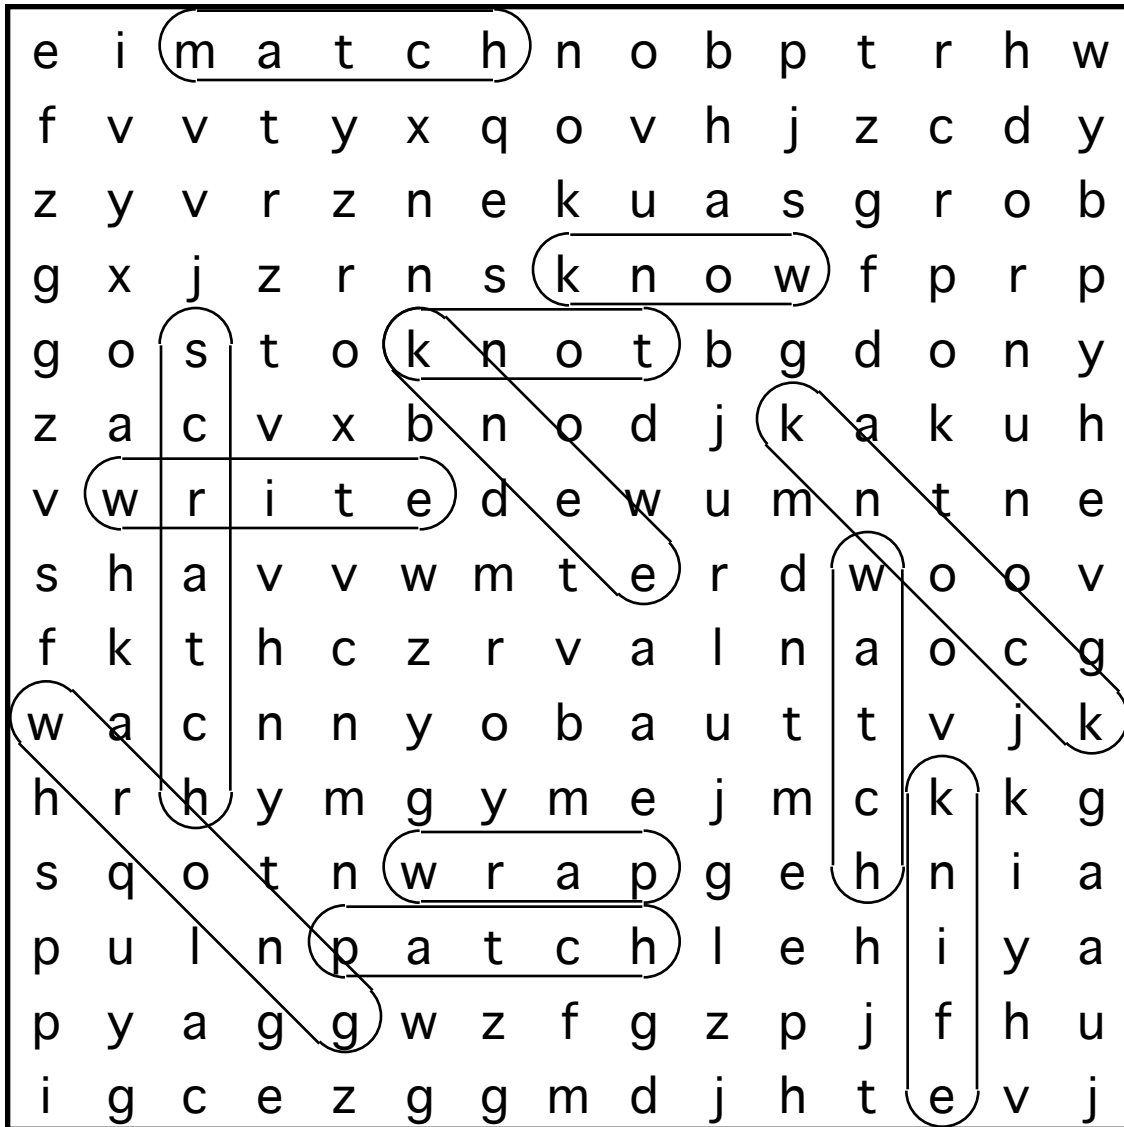 e i m a t c h n o b p t r h w
f v v t y x q o v h j z c d y
z y v r z n e k u a s g r o b
g x j z r n s k n o w f p r p
g o s t o k n o t b g d o n y
z a c v x b n o d j k a k u h
v w r i t e d e w u m n t n e
s h a v v w m t e r d w o o v
f k t h c z r v a l n a o c g
w a c n n y o b a u t t v j k
h r h y m g y m e j m c k k g
s q o t n w r a p g e h n i a
p u l n p a t c h l e h i y a
p y a g g w z f g z p j f h u
i g c e z g g m d j h t e v j